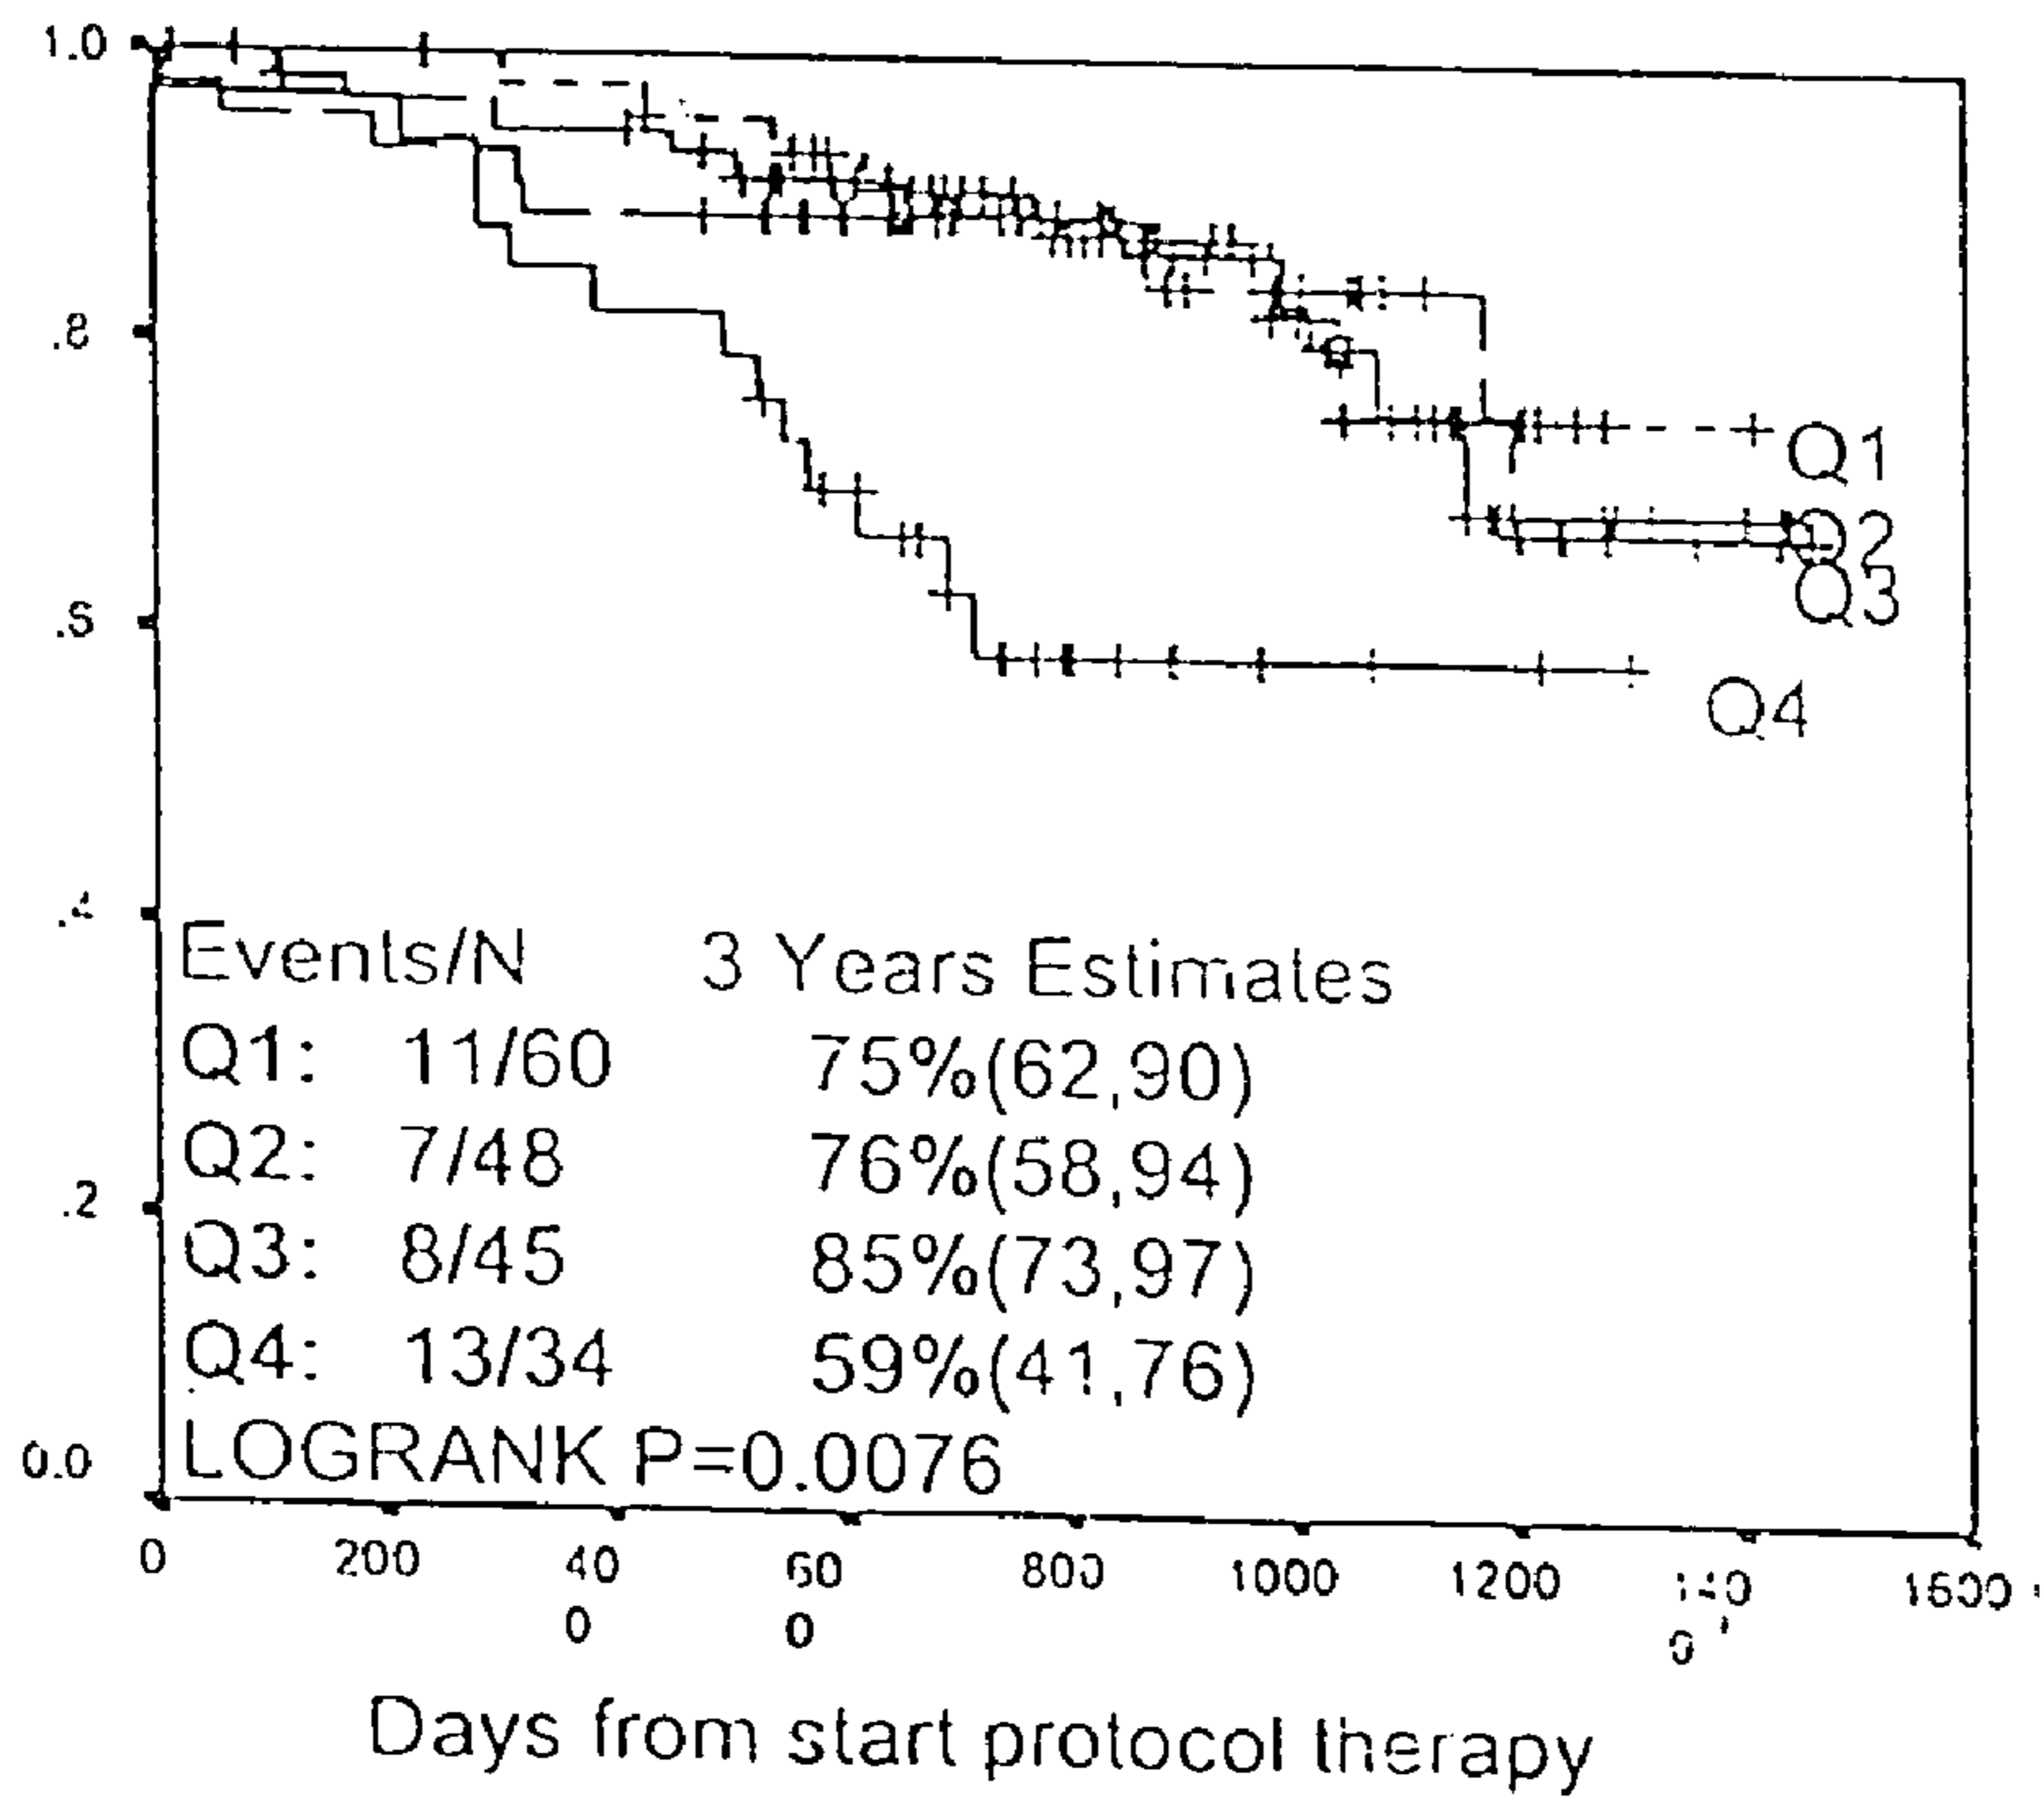 1.0
.8
.6
.4
.2
0.0
Q1
Q2
Q3
Q4
Events/N 3 Years Estimates
Q1: 11/60 75%(62,90)
Q2: 7/48 76%(58,94)
Q3: 8/45 85%(73,97)
Q4: 13/34 59%(41,76)
LOGRANK P=0.0076
0 200 40 60 800 1000 1200 140 1600
0 0 0
Days from start protocol therapy